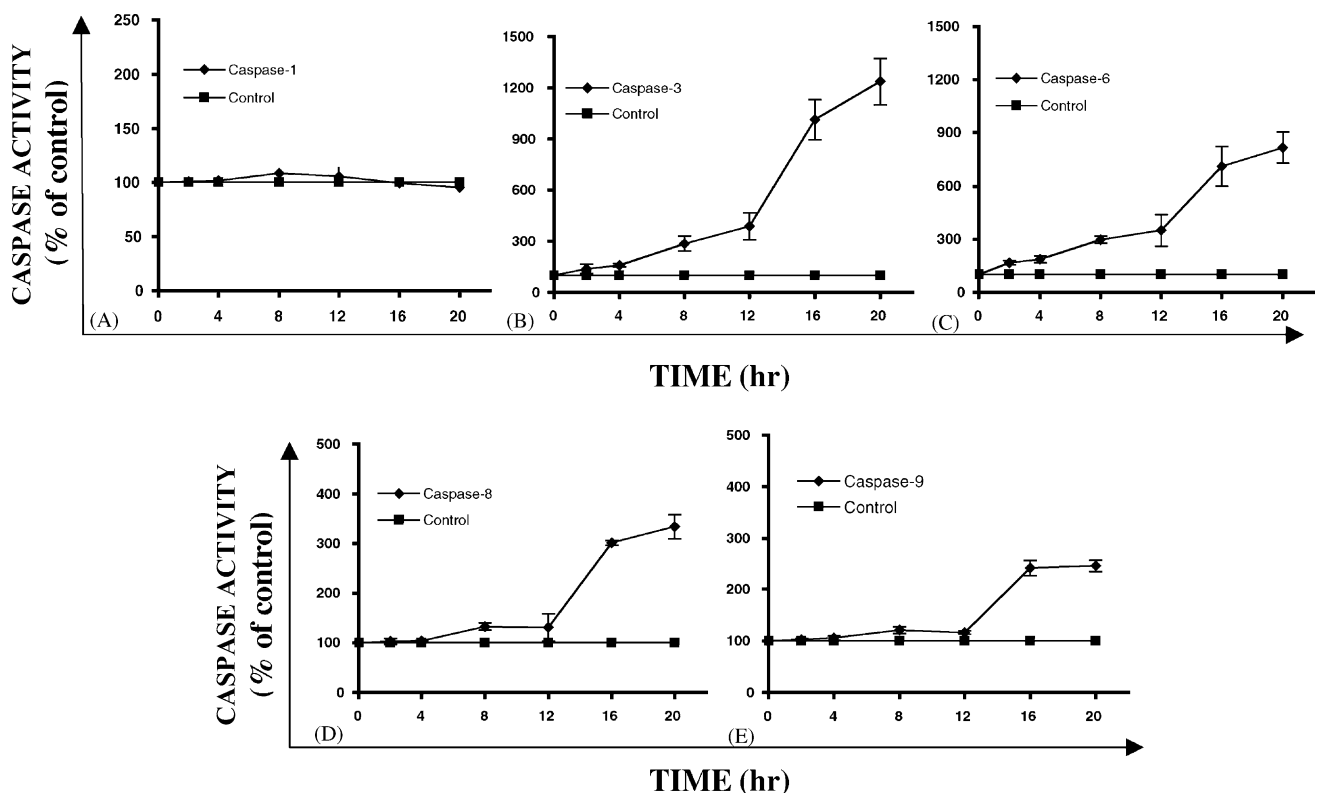 CASPASE ACTIVITY
(% of control)
250
200
150
100
50
0
Caspase-1
Control
0 4 8 12 16 20
(A)
1500
1200
900
600
300
0
Caspase-3
Control
0 4 8 12 16 20
(B)
1500
1200
900
600
300
0
Caspase-6
Control
0 4 8 12 16 20
(C)
TIME (hr)
CASPASE ACTIVITY
(% of control)
500
400
300
200
100
0
Caspase-8
Control
0 4 8 12 16 20
(D)
500
400
300
200
100
0
Caspase-9
Control
0 4 8 12 16 20
(E)
TIME (hr)